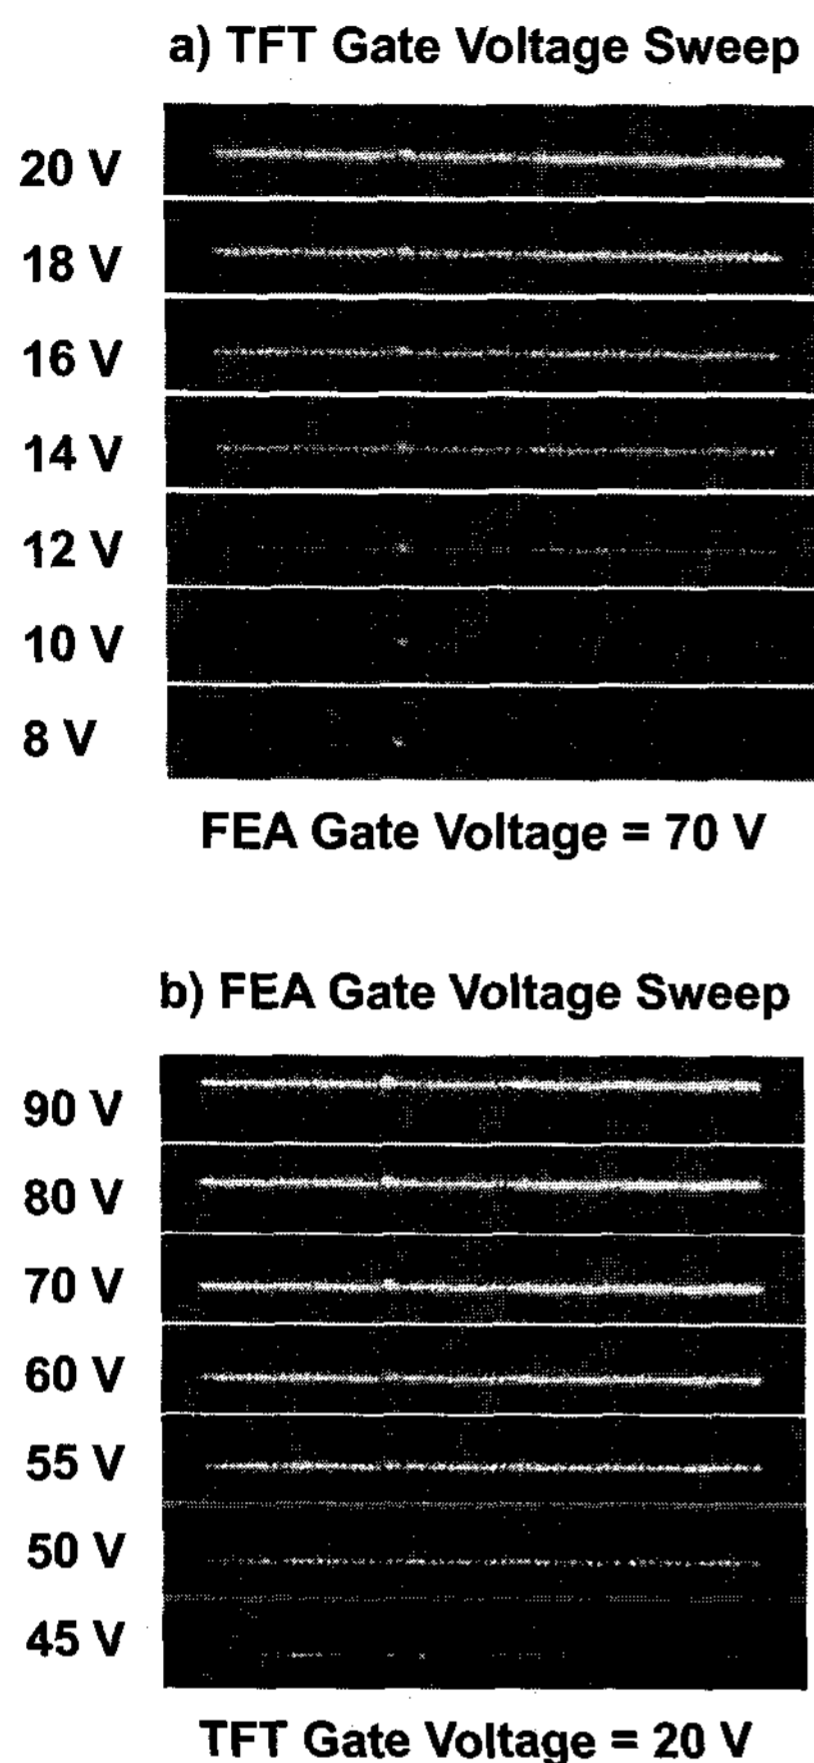 a) TFT Gate Voltage Sweep
20 V
18 V
16 V
14 V
12 V
10 V
8 V
FEA Gate Voltage = 70 V
b) FEA Gate Voltage Sweep
90 V
80 V
70 V
60 V
55 V
50 V
45 V
TFT Gate Voltage = 20 V